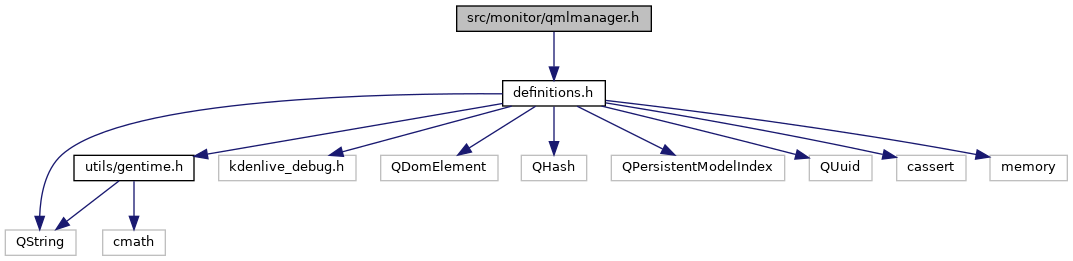 src/monitor/qmlmanager.h
definitions.h
utils/gentime.h
kdenlive_debug.h
QDomElement
QHash
QPersistentModelIndex
QUuid
cassert
memory
QString
cmath